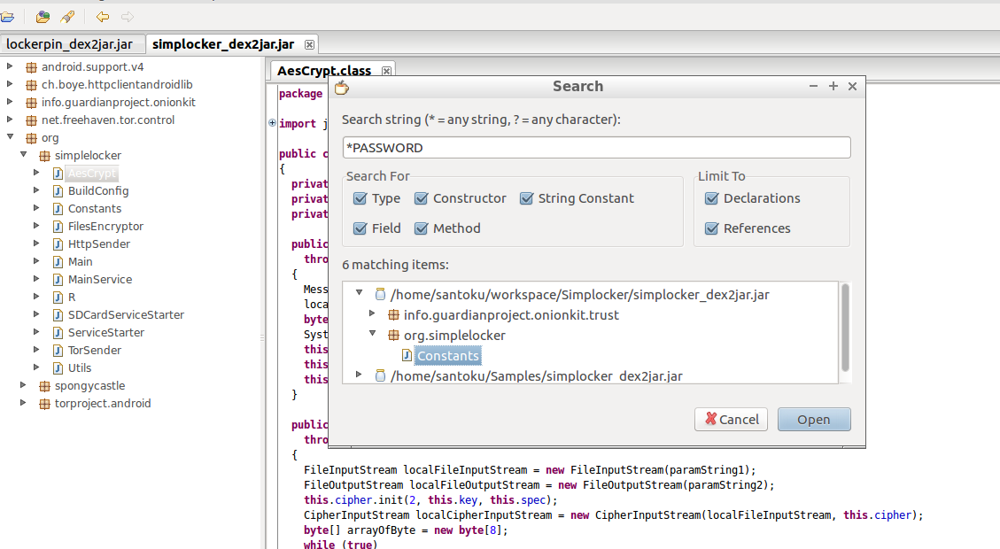 lockerpin_dex2jar.jar
simplocker_dex2jar.jar
android.support.v4
ch.boye.httpclientandroidlib
info.guardianproject.onionkit
net.freehaven.tor.control
org
simplelocker
AesCrypt
BuildConfig
Constants
FilesEncryptor
HttpSender
Main
MainService
R
SDCardServiceStarter
ServiceStarter
TorSender
Utils
spongycastle
torproject.android
AesCrypt.class
package
import j
public c
{
privat
privat
privat
public
thro
{
Mess
loca
byte
Syst
this
this
this
}
public
thro
{
FileInputStream localFileInputStream = new FileInputStream(paramString1);
FileOutputStream localFileOutputStream = new FileOutputStream(paramString2);
this.cipher.init(2, this.key, this.spec);
CipherInputStream localCipherInputStream = new CipherInputStream(localFileInputStream, this.cipher);
byte[] arrayOfByte = new byte[8];
while (true)
Search
Search string (* = any string, ? = any character):
*PASSWORD
Search For
Type Constructor String Constant
Field Method
Limit To
Declarations
References
6 matching items:
/home/santoku/workspace/Simplocker/simplocker_dex2jar.jar
info.guardianproject.onionkit.trust
org.simplelocker
Constants
/home/santoku/Samples/simplocker_dex2jar.jar
Cancel Open